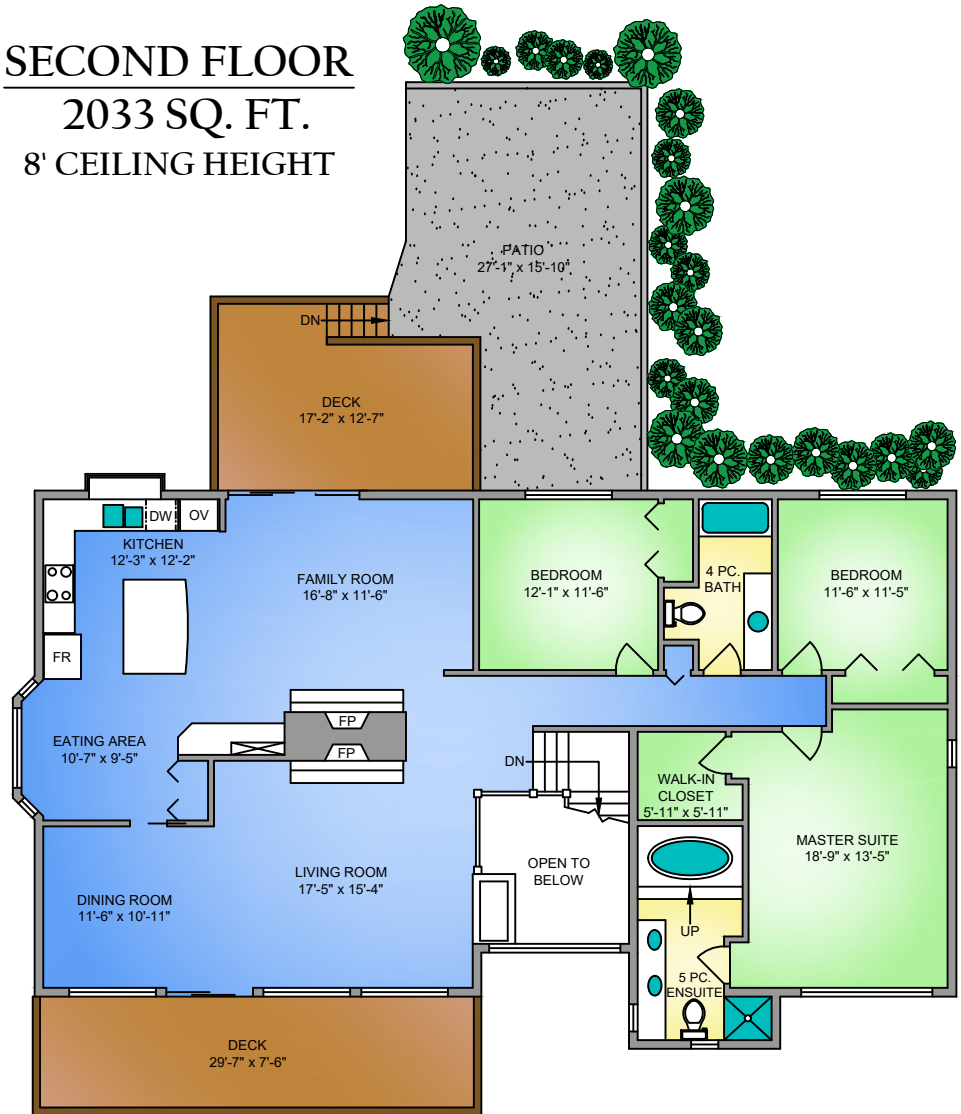 SECOND FLOOR
2033 SQ. FT.
8' CEILING HEIGHT
PATIO
27'-1" x 15'-10"
DN
DECK
17'-2" x 12'-7"
DW
OV
KITCHEN
12'-3" x 12'-2"
FAMILY ROOM
16'-8" x 11'-6"
BEDROOM
12'-1" x 11'-6"
4 PC.
BATH
BEDROOM
11'-6" x 11'-5"
FR
FP
FP
EATING AREA
10'-7" x 9'-5"
DN
WALK-IN
CLOSET
5'-11" x 5'-11"
MASTER SUITE
18'-9" x 13'-5"
OPEN TO
BELOW
LIVING ROOM
17'-5" x 15'-4"
DINING ROOM
11'-6" x 10'-11"
UP
5 PC.
ENSUITE
DECK
29'-7" x 7'-6"